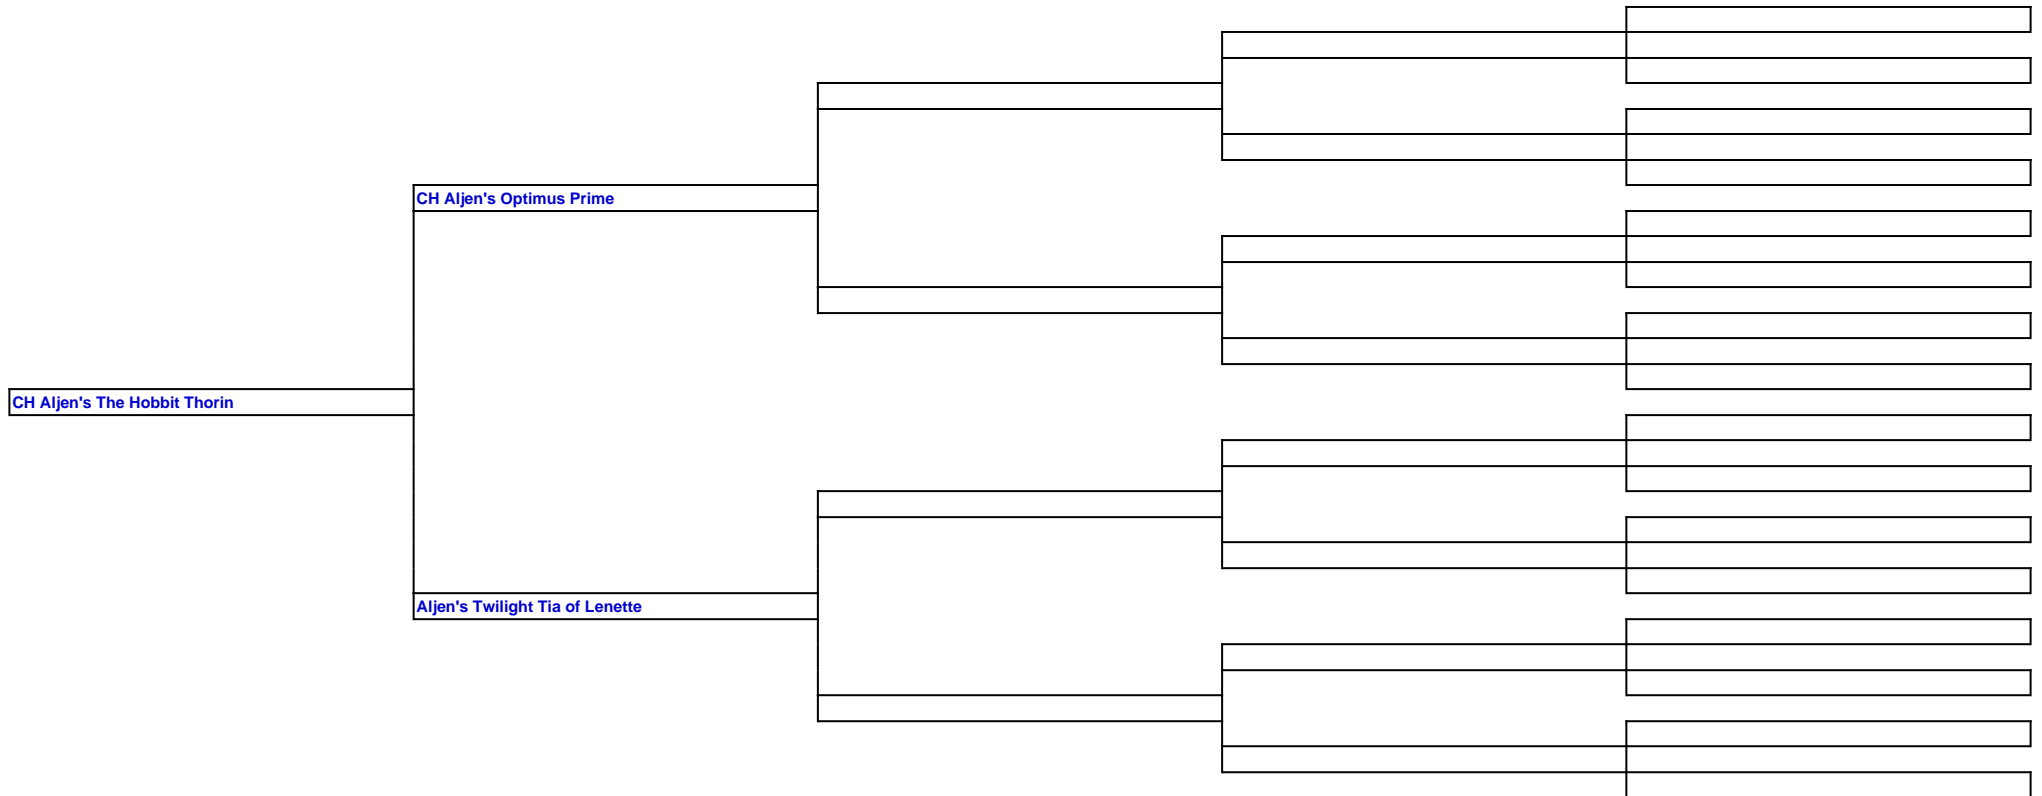 CH Aljen's Optimus Prime
CH Aljen's The Hobbit Thorin
Aljen's Twilight Tia of Lenette